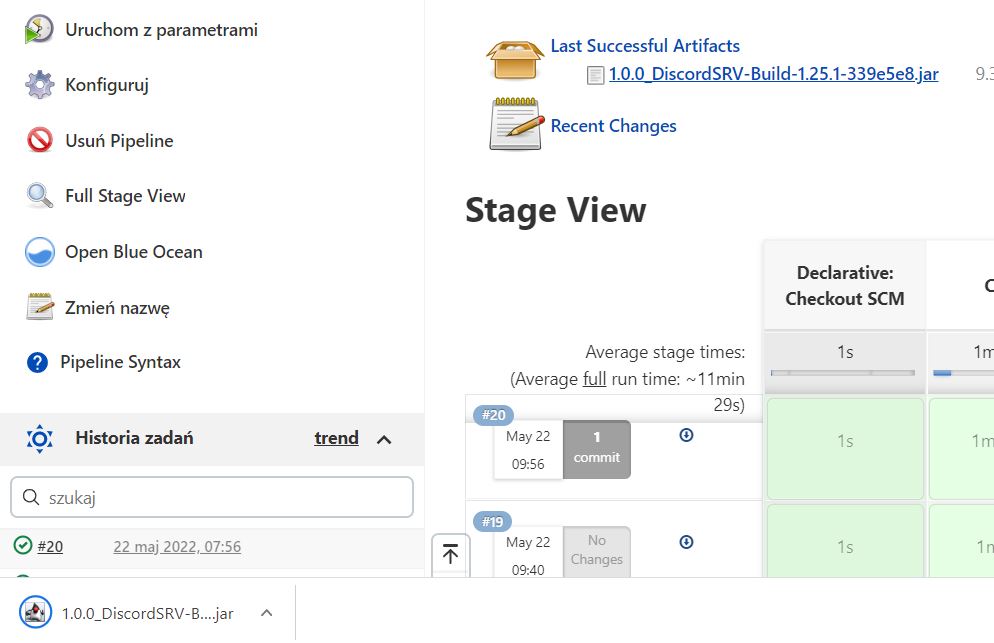 Uruchom z parametrami
Konfiguruj
Usuń Pipeline
Full Stage View
Open Blue Ocean
Zmień nazwę
Pipeline Syntax
Historia zadań
trend
szukaj
#20
22 maj 2022, 07:56
Last Successful Artifacts
1.0.0_DiscordSRV-Build-1.25.1-339e5e8.jar
Recent Changes
Stage View
Declarative:
Checkout SCM
Average stage times:
(Average full run time: ~11min
29s)
1s
1m
#20
May 22
09:56
1
commit
1s
1m
#19
May 22
09:40
No
Changes
1s
1m
1.0.0_DiscordSRV-B....jar